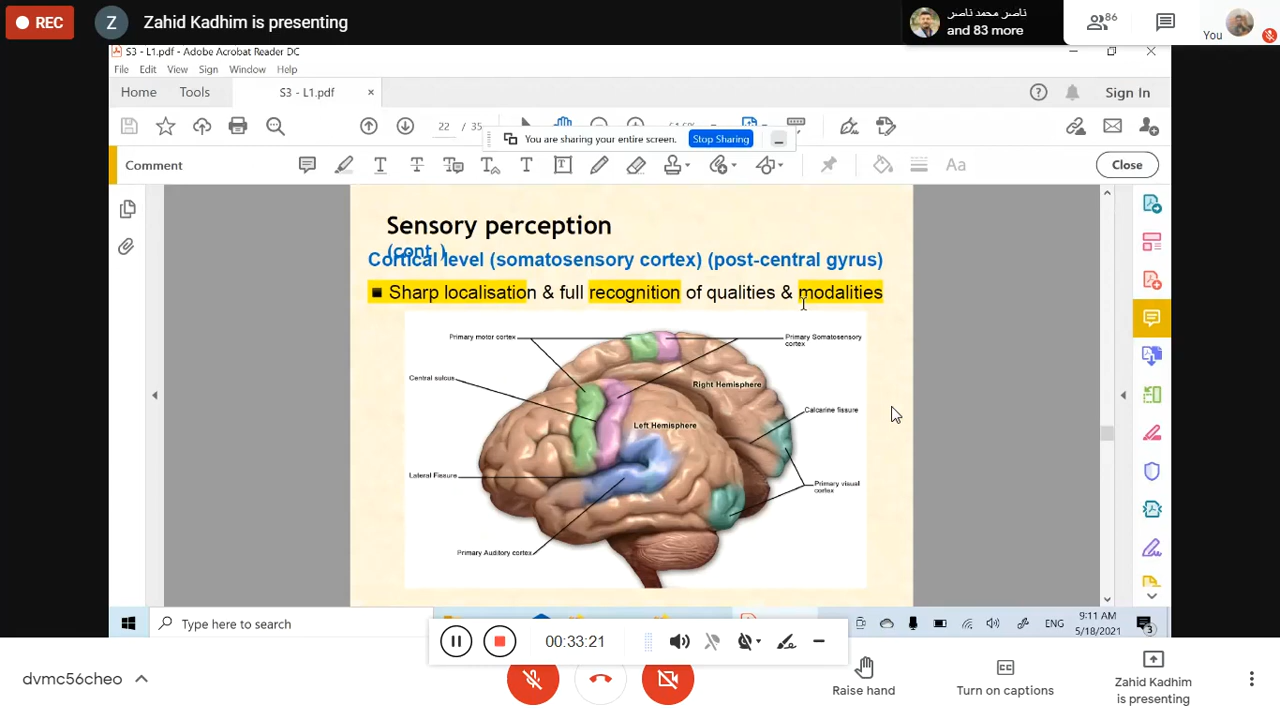 REC
Z
Zahid Kadhim is presenting
ناصر محمد ناصر
and 83 more
86
You
S3 - L1.pdf - Adobe Acrobat Reader DC
File Edit View Sign Window Help
Home Tools S3 - L1.pdf × Sign In
22 / 35
You are sharing your entire screen. Stop Sharing
Comment
Aa
Close
Sensory perception
(cont.)
Cortical level (somatosensory cortex) (post-central gyrus)
■ Sharp localisation & full recognition of qualities & modalities
Primary motor cortex
Primary Somatosensory
cortex
Central sulcus
Right Hemisphere
Calcarine fissure
Left Hemisphere
Lateral Fissure
Primary visual
cortex
Primary Auditory cortex
Type here to search
ENG
9:11 AM
5/18/2021
3
00:33:21
dvmc56cheo
Raise hand
Turn on captions
Zahid Kadhim
is presenting